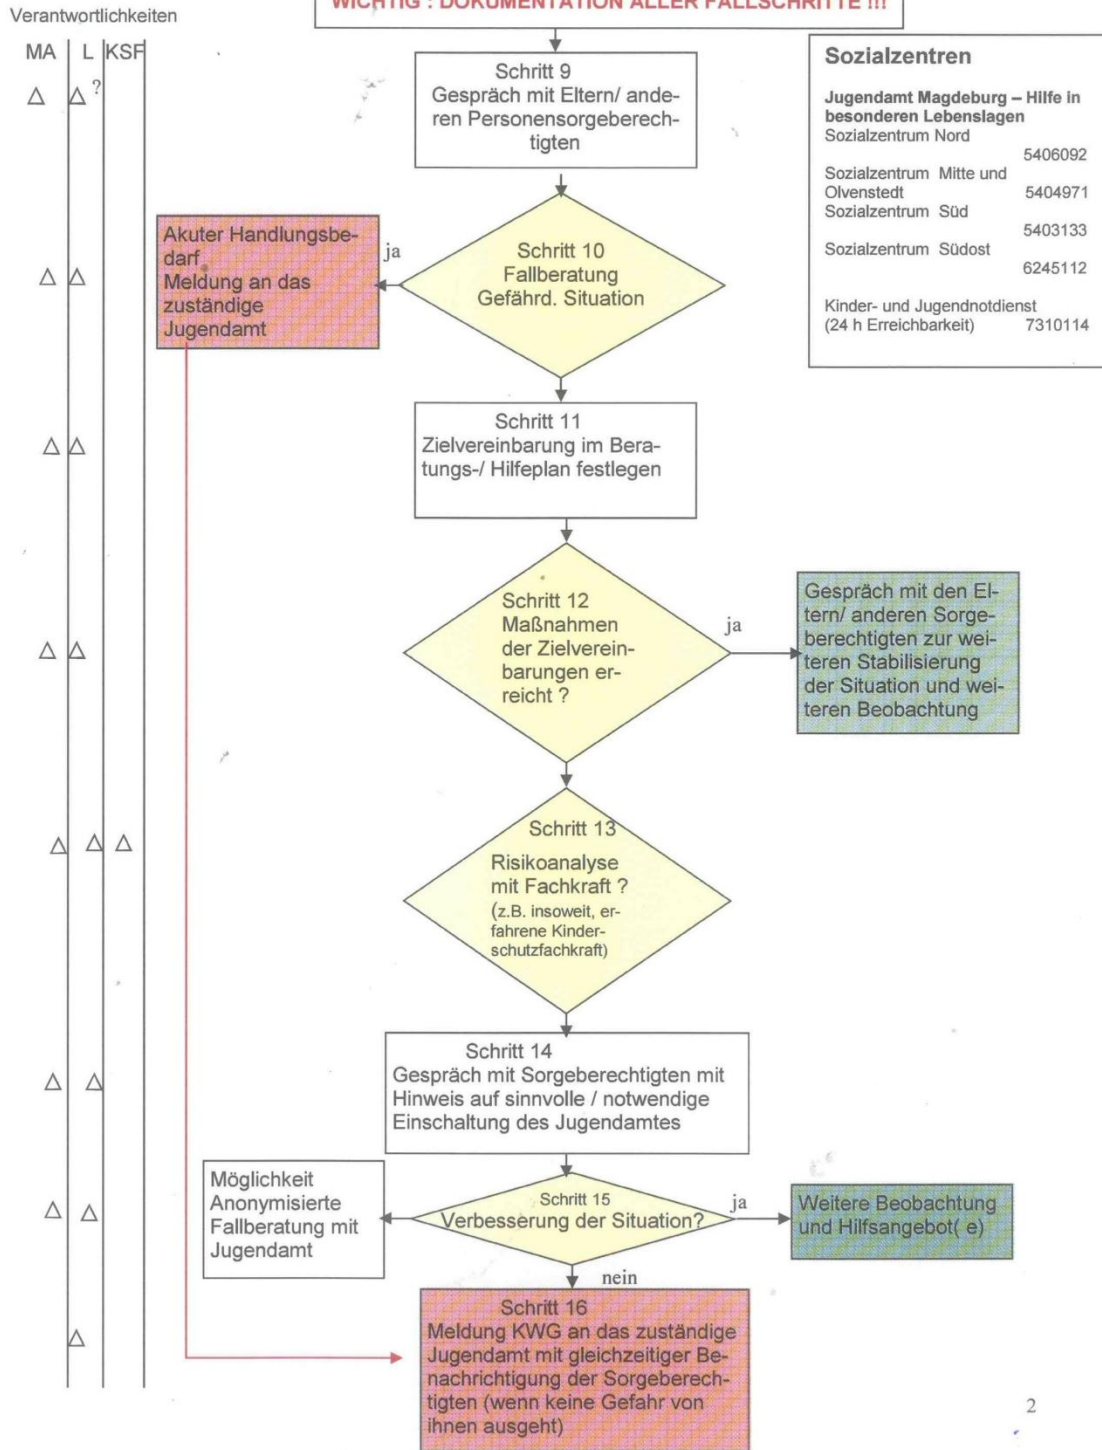 Verantwortlichkeiten
WICHTIG : DOKUMENTATION ALLER FALLSCHRITTE !!!
MA L KSF
?
Schritt 9
Gespräch mit Eltern/ ande-
ren Personensorgeberech-
tigten
Sozialzentren
Jugendamt Magdeburg – Hilfe in
besonderen Lebenslagen
Sozialzentrum Nord
5406092
Sozialzentrum Mitte und
Olvenstedt 5404971
Sozialzentrum Süd
5403133
Sozialzentrum Südost
6245112
Kinder- und Jugendnotdienst
(24 h Erreichbarkeit) 7310114
Schritt 10
Fallberatung
Gefährd. Situation
ja
Akuter Handlungsbe-
darf
Meldung an das
zuständige
Jugendamt
Schritt 11
Zielvereinbarung im Bera-
tungs-/ Hilfeplan festlegen
Schritt 12
Maßnahmen
der Zielverein-
barungen er-
reicht ?
ja
Gespräch mit den El-
tern/ anderen Sorge-
berechtigten zur wei-
teren Stabilisierung
der Situation und wei-
teren Beobachtung
Schritt 13
Risikoanalyse
mit Fachkraft ?
(z.B. insoweit, er-
fahrene Kinder-
schutzfachkraft)
Schritt 14
Gespräch mit Sorgeberechtigten mit
Hinweis auf sinnvolle / notwendige
Einschaltung des Jugendamtes
Möglichkeit
Anonymisierte
Fallberatung mit
Jugendamt
Schritt 15
Verbesserung der Situation?
ja
Weitere Beobachtung
und Hilfsangebot( e)
nein
Schritt 16
Meldung KWG an das zuständige
Jugendamt mit gleichzeitiger Be-
nachrichtigung der Sorgeberech-
tigten (wenn keine Gefahr von
ihnen ausgeht)
2